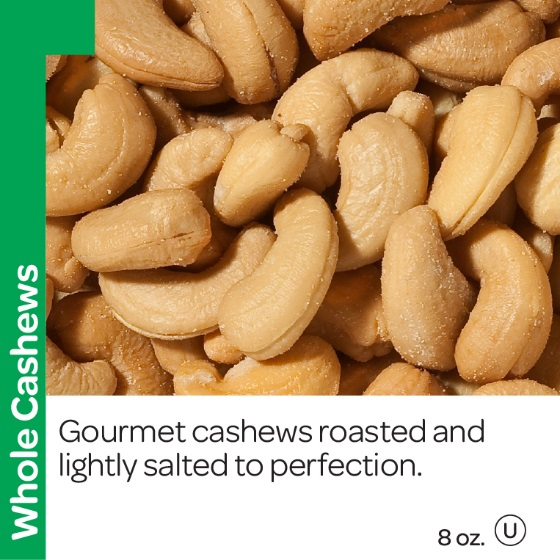 Whole Cashews
Gourmet cashews roasted and
lightly salted to perfection.
8 oz. U